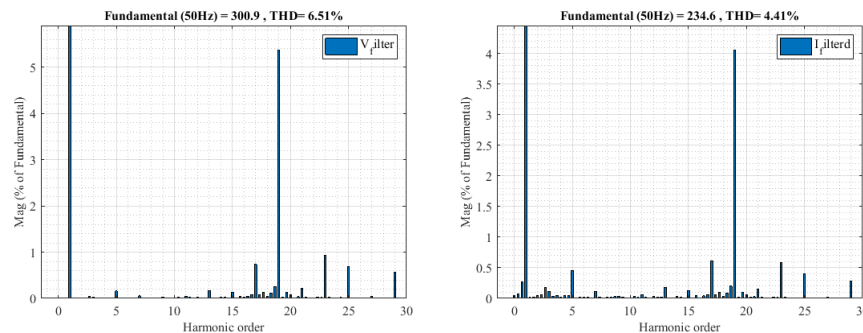 Fundamental (50Hz) = 300.9 , THD= 6.51%
V_filter
Mag (% of Fundamental)
5
4
3
2
1
0
0 5 10 15 20 25 30
Harmonic order
Fundamental (50Hz) = 234.6 , THD= 4.41%
I_filterd
Mag (% of Fundamental)
4
3.5
3
2.5
2
1.5
1
0.5
0
0 5 10 15 20 25 3
Harmonic order